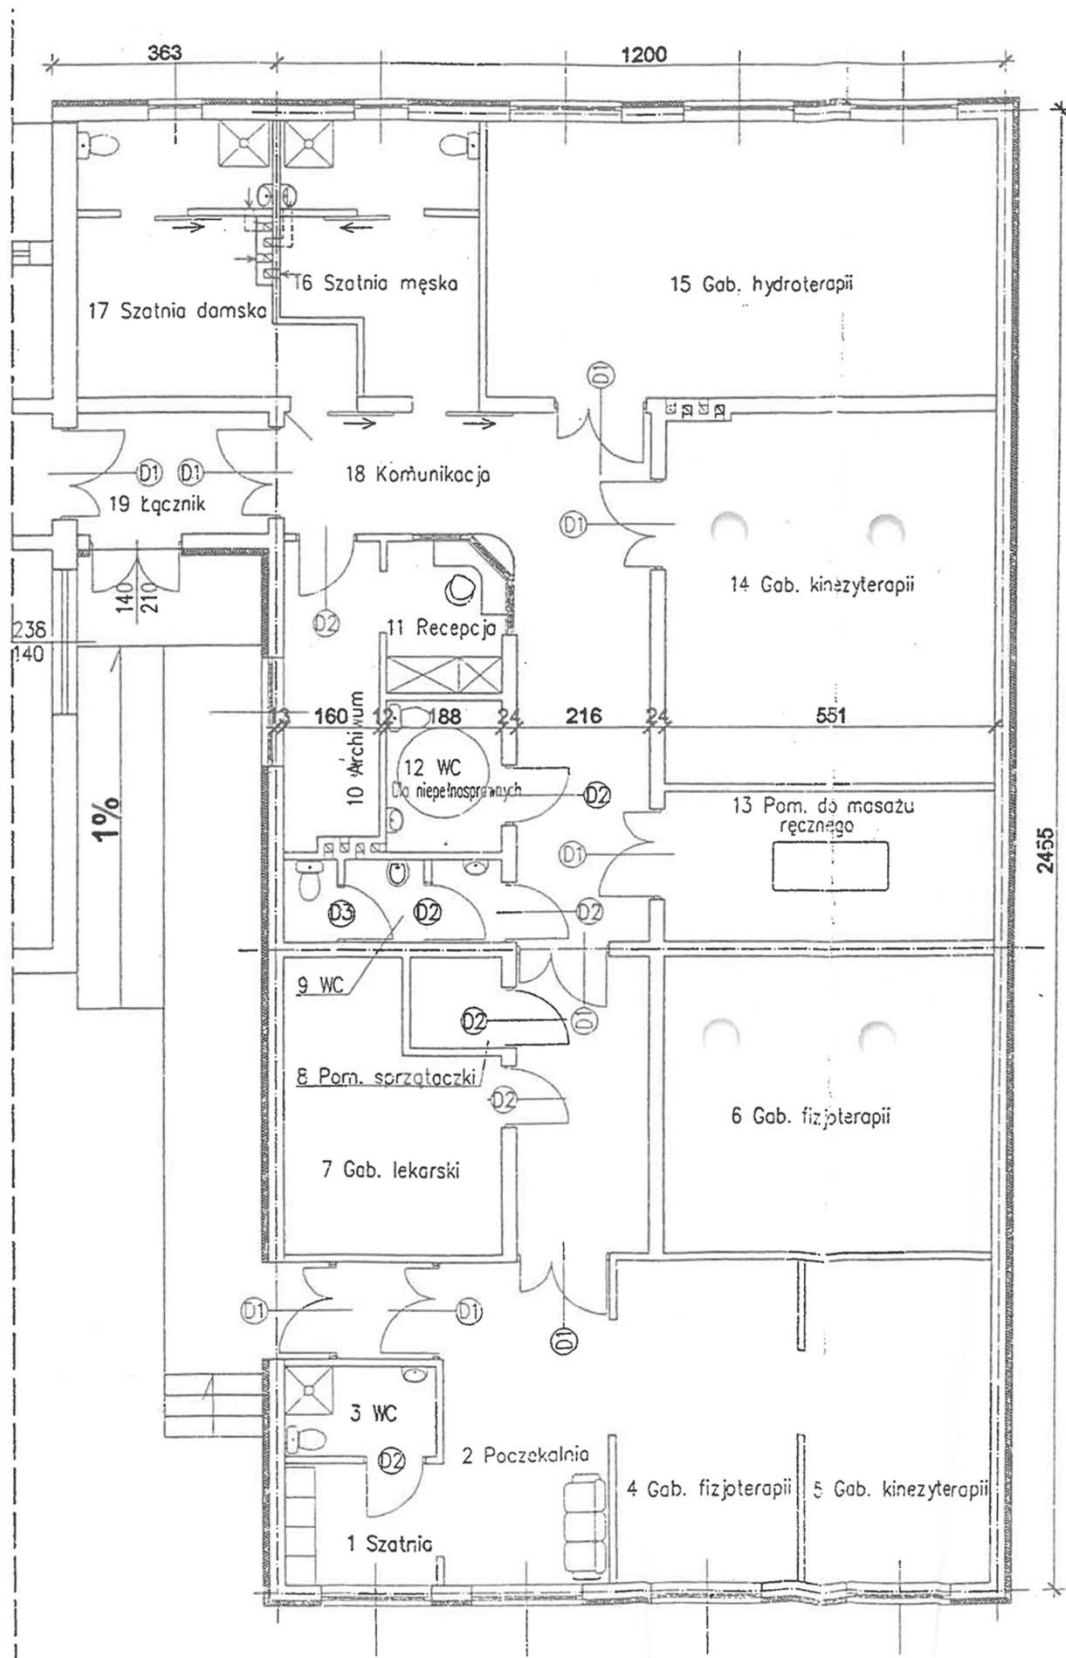 363
1200
15 Gab. hydroterapii
16 Szatnia męska
17 Szatnia damska
D1
18 Komunikacja
D1
D1
19 Łącznik
D1
14 Gab. kinezyterapii
140
210
D2
11 Recepcja
238
140
13
160
12
188
24
216
24
551
10 Archiwum
12 WC
Dla niepełnosprawnych
D2
1%
13 Pom. do masażu
ręcznego
D1
2455
D3
D2
D2
9 WC
D2
D1
8 Pom. sprzątaczki
D2
6 Gab. fizjoterapii
7 Gab. lekarski
D1
D1
D1
3 WC
D2
2 Poczekalnia
4 Gab. fizjoterapii
5 Gab. kinezyterapii
1 Szatnia